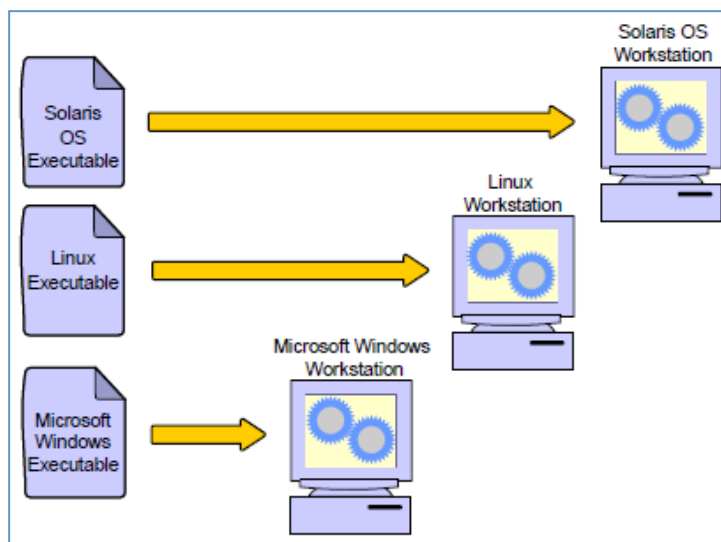 Solaris OS
Workstation
Solaris
OS
Executable
Linux
Workstation
Linux
Executable
Microsoft Windows
Workstation
Microsoft
Windows
Executable